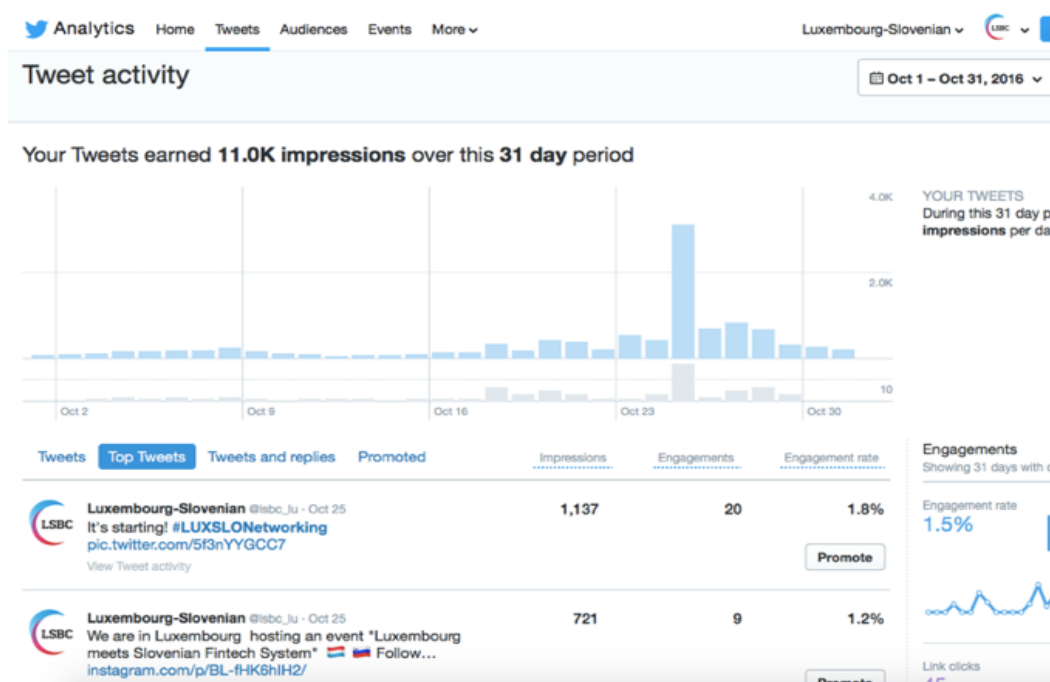 Analytics Home Tweets Audiences Events More Luxembourg-Slovenian LSBC
Tweet activity
Oct 1 – Oct 31, 2016
Your Tweets earned 11.0K impressions over this 31 day period
4.0K
2.0K
10
Oct 2 Oct 9 Oct 16 Oct 23 Oct 30
YOUR TWEETS
During this 31 day p
impressions per da
Tweets Top Tweets Tweets and replies Promoted Impressions Engagements Engagement rate
LSBC
Luxembourg-Slovenian @lsbc_lu · Oct 25
It's starting! #LUXSLONetworking
pic.twitter.com/5f3nYYGCC7
View Tweet activity
1,137 20 1.8%
Promote
LSBC
Luxembourg-Slovenian @lsbc_lu · Oct 25
We are in Luxembourg hosting an event "Luxembourg
meets Slovenian Fintech System" 🇱🇺 🇸🇮 Follow...
instagram.com/p/BL-fHK6hIH2/
721 9 1.2%
Promote
Engagements
Showing 31 days with
Engagement rate
1.5%
Link clicks